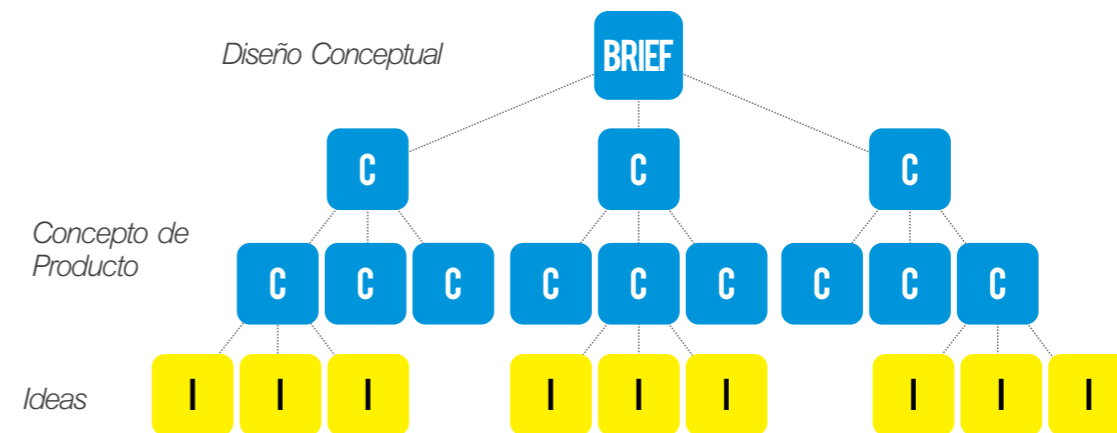 Diseño Conceptual
BRIEF
C C C
Concepto de
Producto
C C C C C C C C C
Ideas
I I I I I I I I I